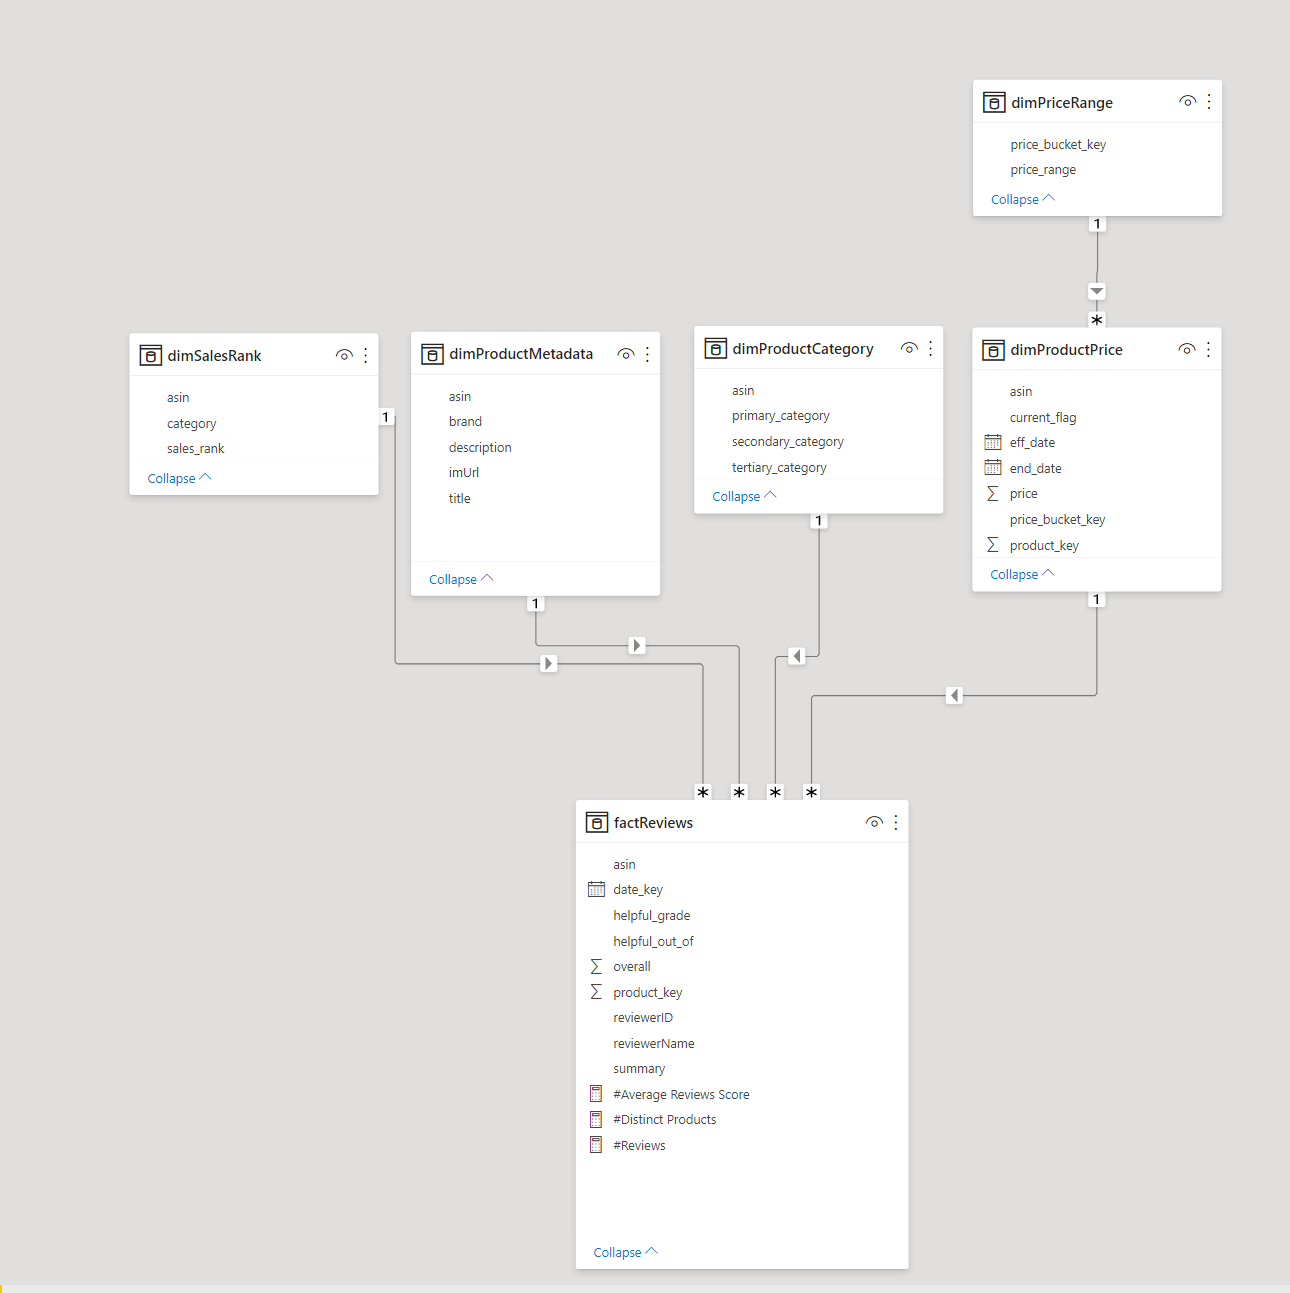 dimPriceRange
price_bucket_key
price_range
Collapse
1
*
dimSalesRank
asin
category
sales_rank
Collapse
1
dimProductMetadata
asin
brand
description
imUrl
title
Collapse
1
dimProductCategory
asin
primary_category
secondary_category
tertiary_category
Collapse
1
dimProductPrice
asin
current_flag
eff_date
end_date
price
price_bucket_key
product_key
Collapse
1
* * * *
factReviews
asin
date_key
helpful_grade
helpful_out_of
overall
product_key
reviewerID
reviewerName
summary
#Average Reviews Score
#Distinct Products
#Reviews
Collapse